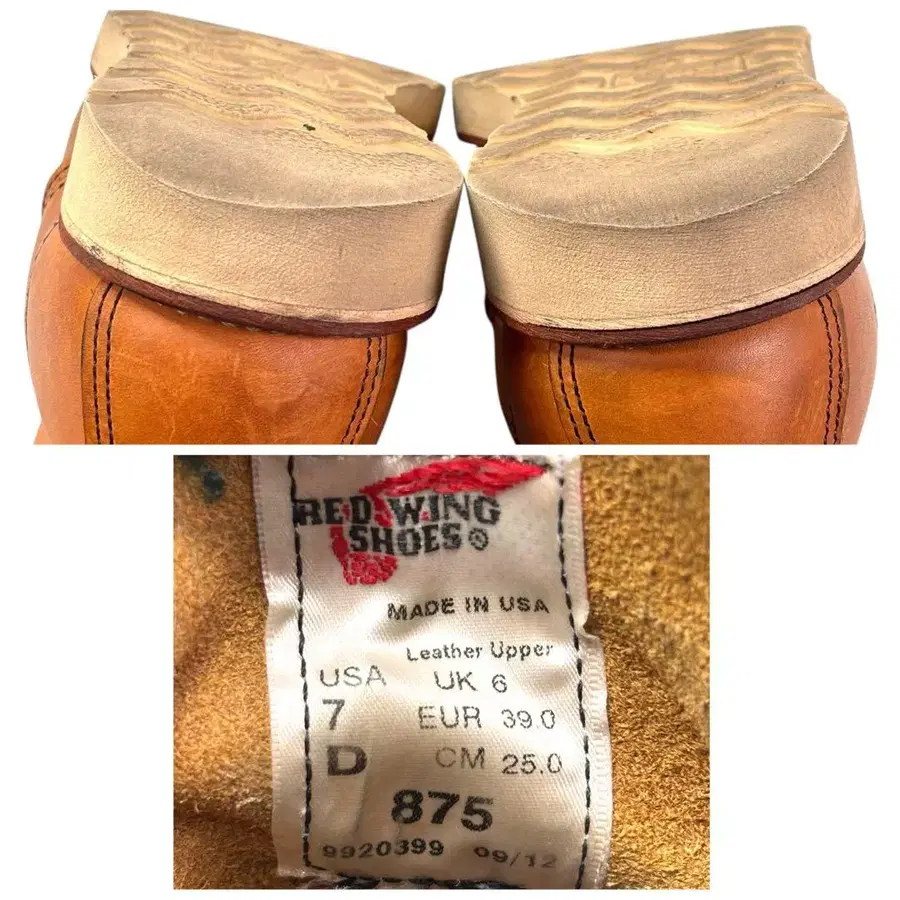 RED WING
SHOES®
MADE IN USA
Leather Upper
USA UK 6
7 EUR 39.0
D CM 25.0
875
9920399 09/12